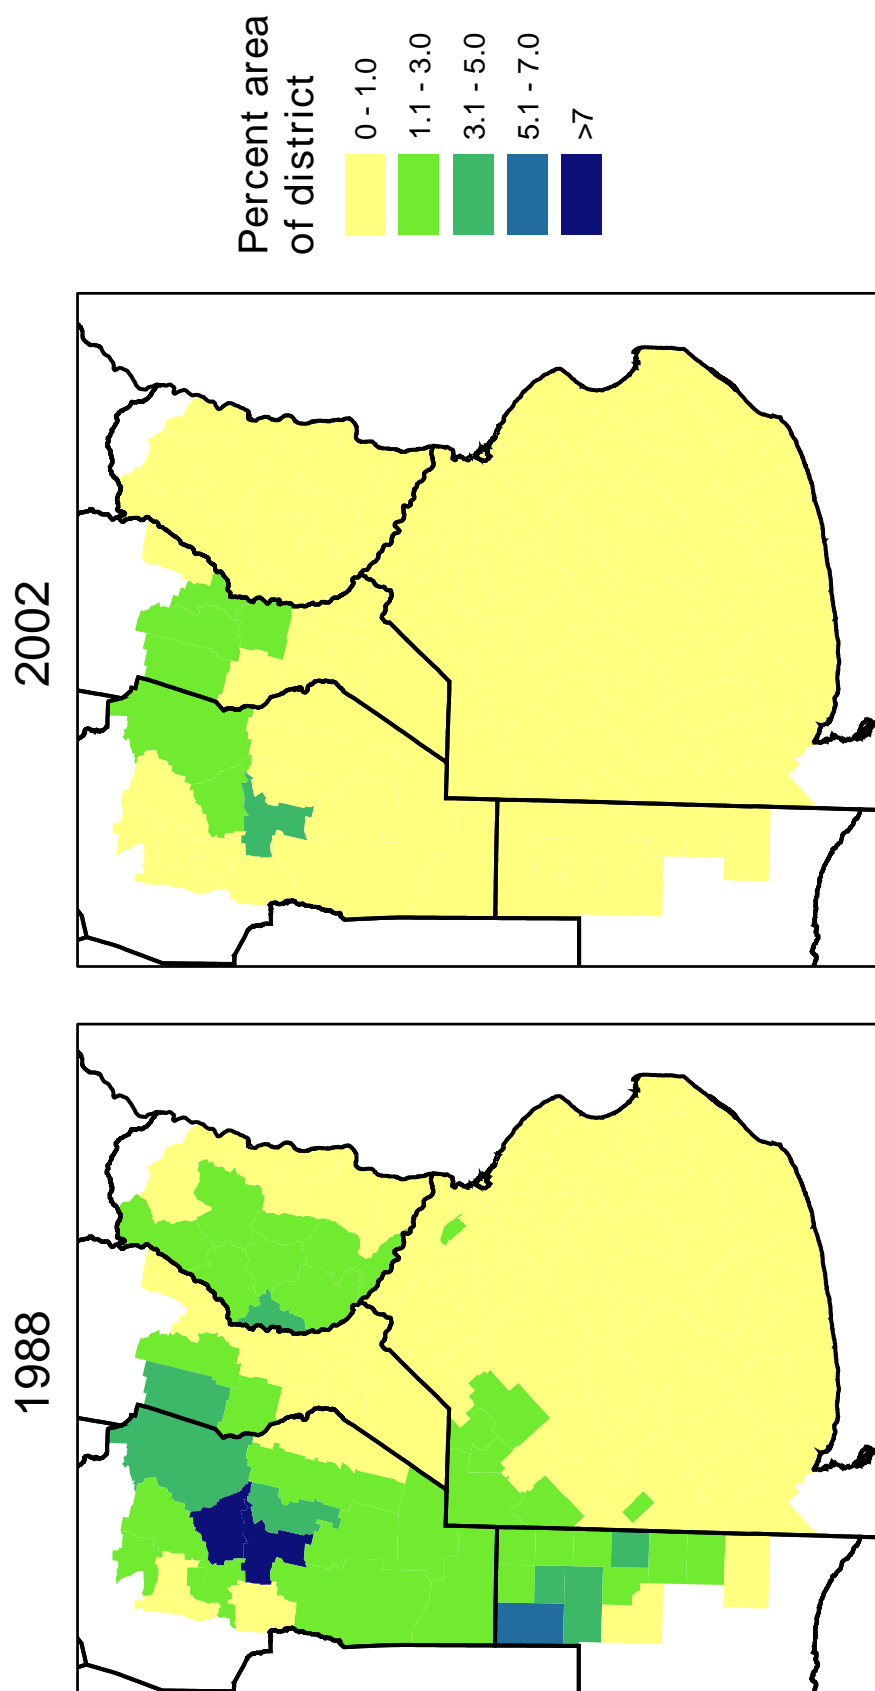 1988
2002
Percent area
of district
0 - 1.0
1.1 - 3.0
3.1 - 5.0
5.1 - 7.0
>7